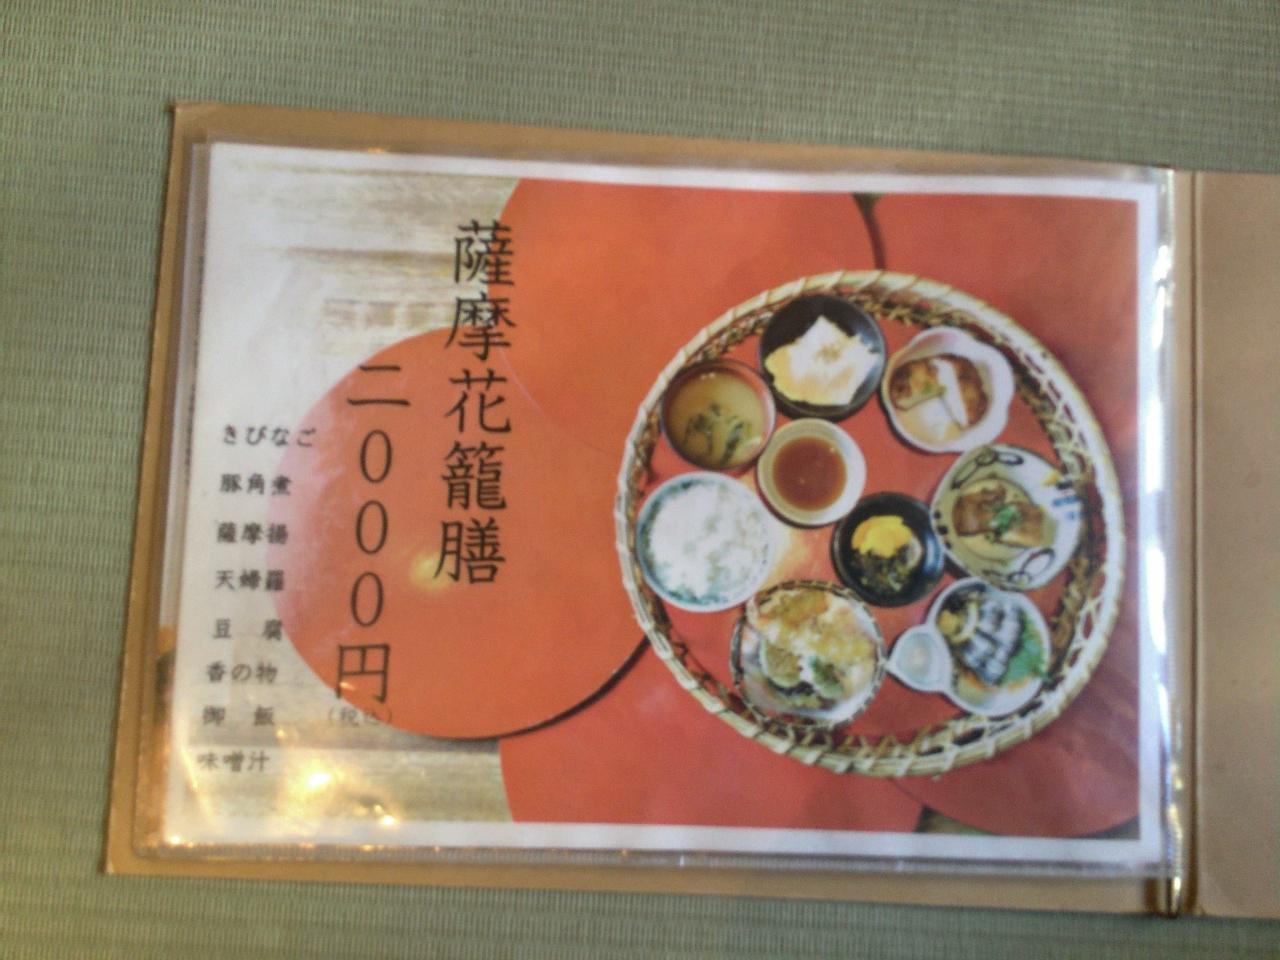 薩摩花籠膳
二000円
(税込)
きびなご
豚角煮
薩摩揚
天婦羅
豆 腐
香の物
御 飯
味噌汁